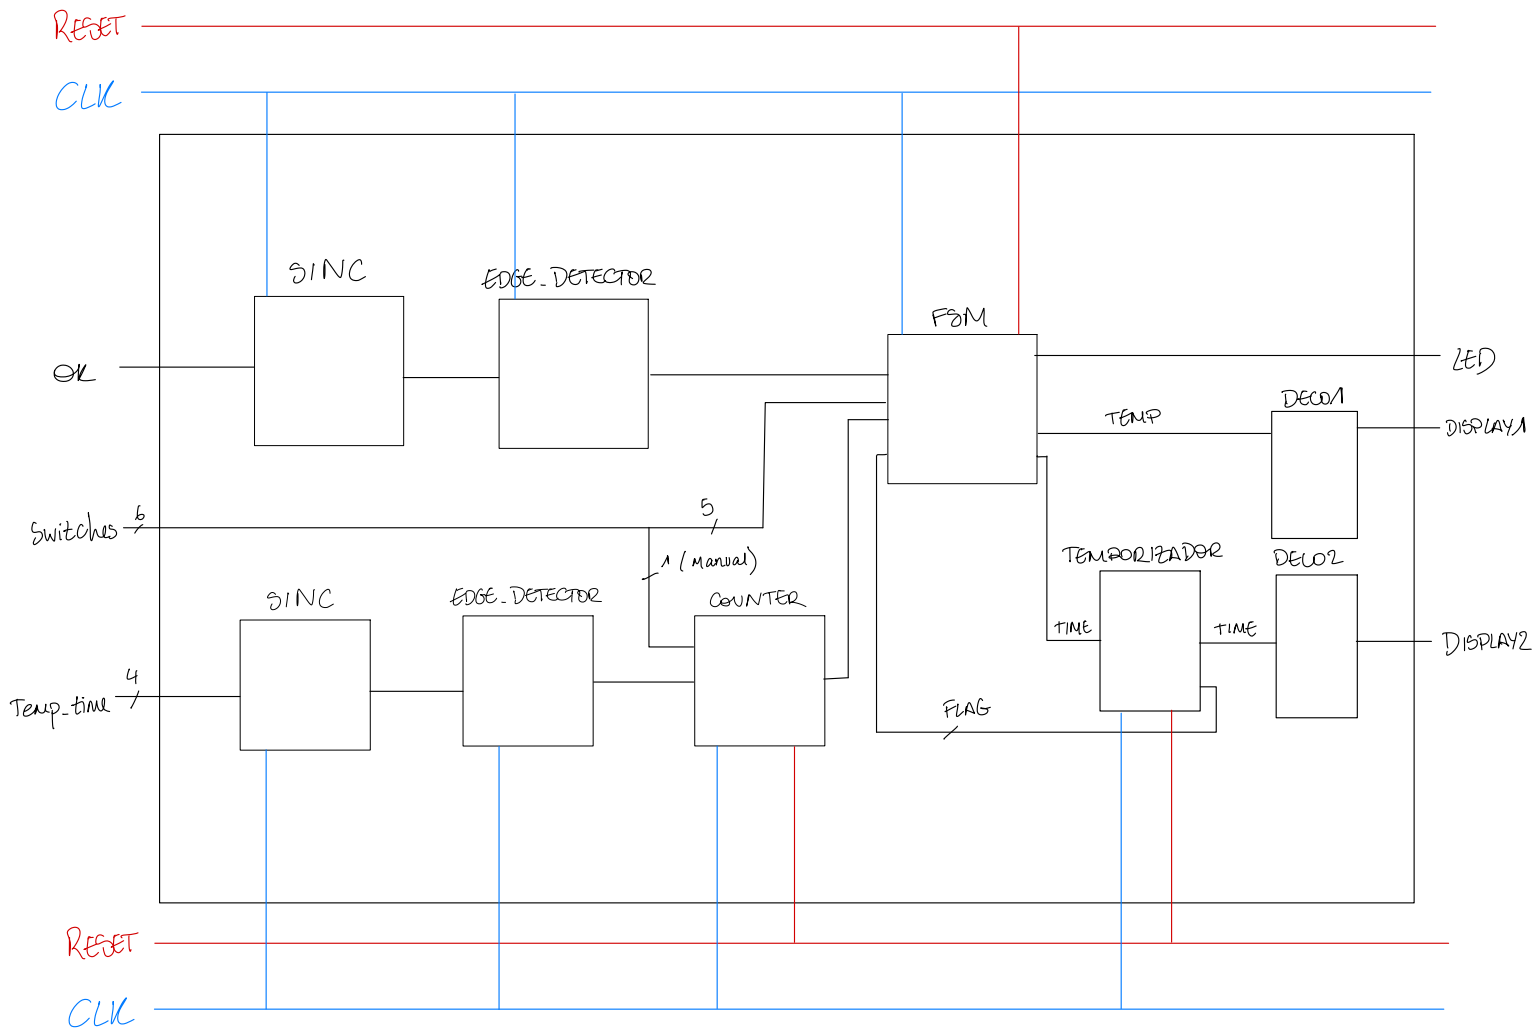 RESET
CLK
SINC
EDGE_DETECTOR
FSM
OK
LED
TEMP
DECO1
DISPLAY1
Switches
6
5
1 (Manual)
TEMPORIZADOR
DECO2
SINC
EDGE_DETECTOR
COUNTER
TIME
TIME
DISPLAY2
4
Temp_time
FLAG
RESET
CLK